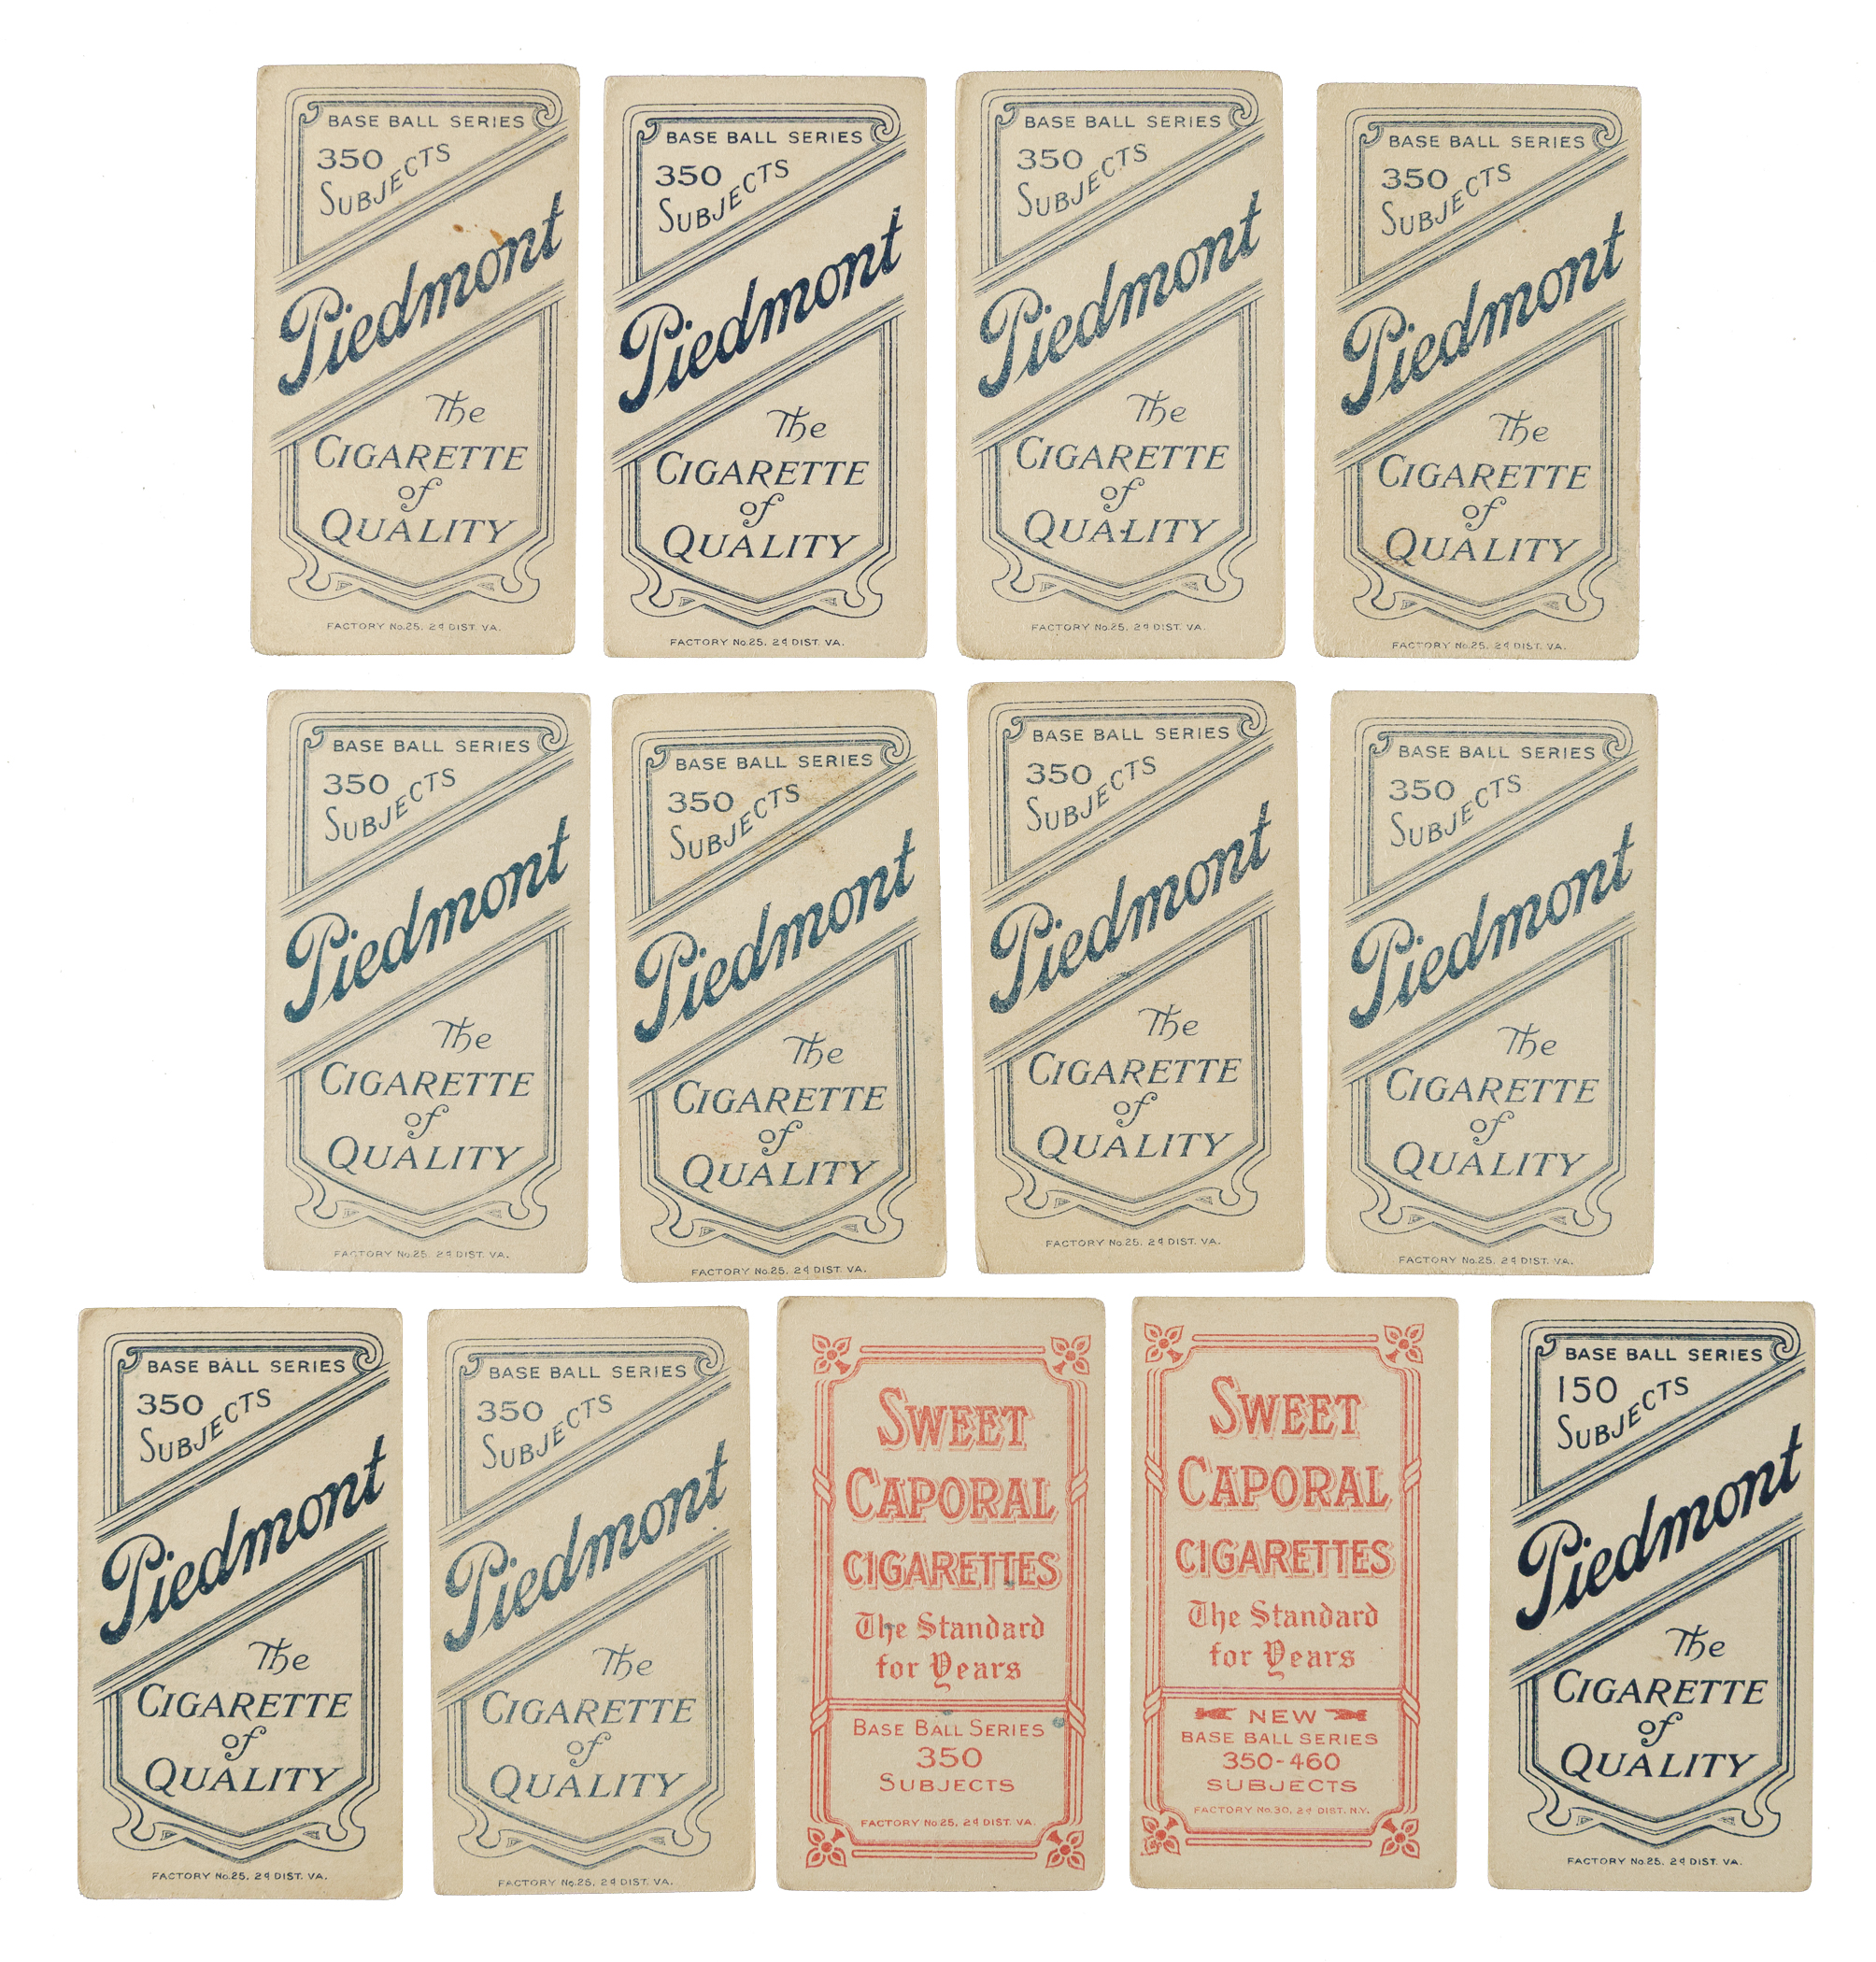 BASE BALL SERIES
350
SUBJECTS
Piedmont
The
CIGARETTE
of
QUALITY
FACTORY No.25, 2d DIST. VA.
BASE BALL SERIES
350
SUBJECTS
Piedmont
The
CIGARETTE
of
QUALITY
FACTORY No.25, 2d DIST. VA.
BASE BALL SERIES
350
SUBJECTS
Piedmont
The
CIGARETTE
of
QUALITY
FACTORY No.25, 2d DIST. VA.
BASE BALL SERIES
350
SUBJECTS
Piedmont
The
CIGARETTE
of
QUALITY
FACTORY No.25, 2d DIST. VA.
BASE BALL SERIES
350
SUBJECTS
Piedmont
The
CIGARETTE
of
QUALITY
FACTORY No.25, 2d DIST. VA.
BASE BALL SERIES
350
SUBJECTS
Piedmont
The
CIGARETTE
of
QUALITY
FACTORY No.25, 2d DIST. VA.
BASE BALL SERIES
350
SUBJECTS
Piedmont
The
CIGARETTE
of
QUALITY
FACTORY No.25, 2d DIST. VA.
BASE BALL SERIES
350
SUBJECTS
Piedmont
The
CIGARETTE
of
QUALITY
FACTORY No.25, 2d DIST. VA.
BASE BALL SERIES
350
SUBJECTS
Piedmont
The
CIGARETTE
of
QUALITY
FACTORY No.25, 2d DIST. VA.
BASE BALL SERIES
350
SUBJECTS
Piedmont
The
CIGARETTE
of
QUALITY
FACTORY No.25, 2d DIST. VA.
SWEET
CAPORAL
CIGARETTES
The Standard
for Years
BASE BALL SERIES
350
SUBJECTS
FACTORY No.25, 2d DIST. VA.
SWEET
CAPORAL
CIGARETTES
The Standard
for Years
NEW
BASE BALL SERIES
350-460
SUBJECTS
FACTORY No.30, 2d DIST. N.Y.
BASE BALL SERIES
150
SUBJECTS
Piedmont
The
CIGARETTE
of
QUALITY
FACTORY No.25, 2d DIST. VA.